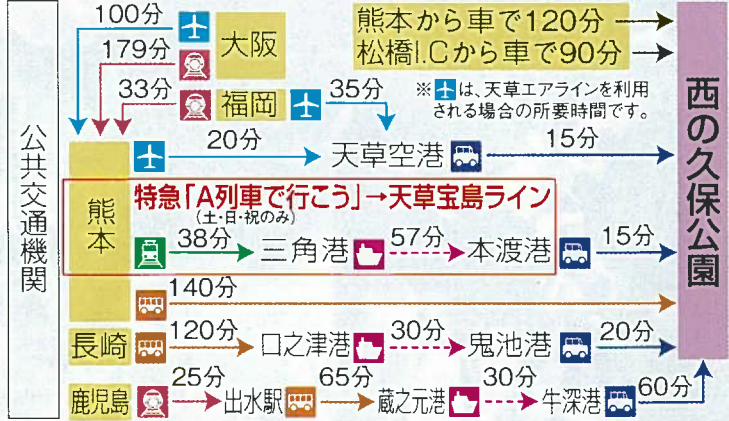 100分
179分
大阪
33分
福岡
35分
熊本から車で120分
松橋I.Cから車で90分
※は、天草エアラインを利用
される場合の所要時間です。
公共交通機関
熊本
20分
天草空港
15分
特急「A列車で行こう」→天草宝島ライン
(土・日・祝のみ)
38分
三角港
57分
本渡港
15分
140分
長崎
120分
口之津港
30分
鬼池港
20分
鹿児島
25分
出水駅
65分
蔵之元港
30分
牛深港
60分
西の久保公園